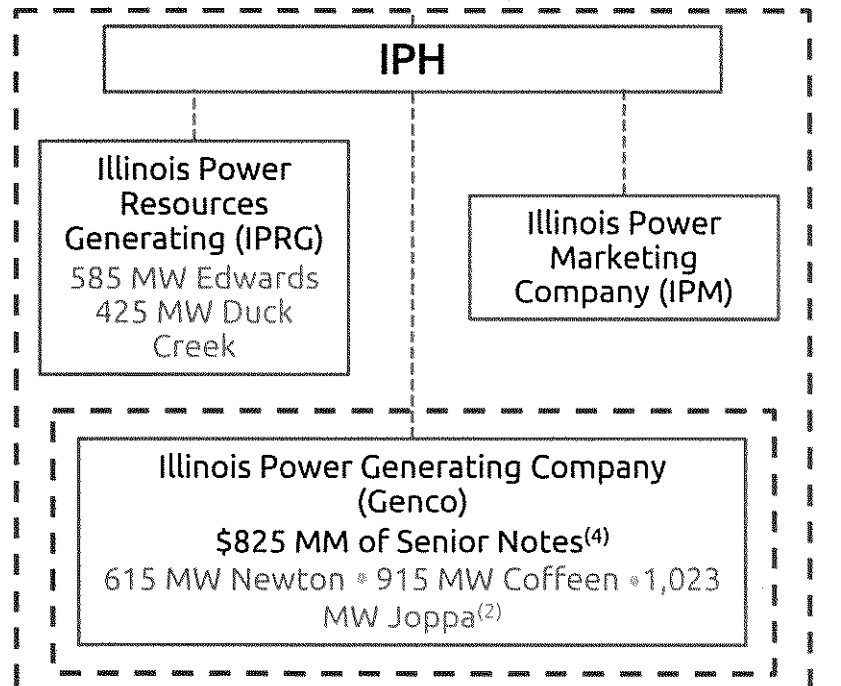 IPH
Illinois Power
Resources
Generating (IPRG)
585 MW Edwards
425 MW Duck
Creek
Illinois Power
Marketing
Company (IPM)
Illinois Power Generating Company
(Genco)
$825 MM of Senior Notes(4)
615 MW Newton • 915 MW Coffeen •1,023
MW Joppa(2)